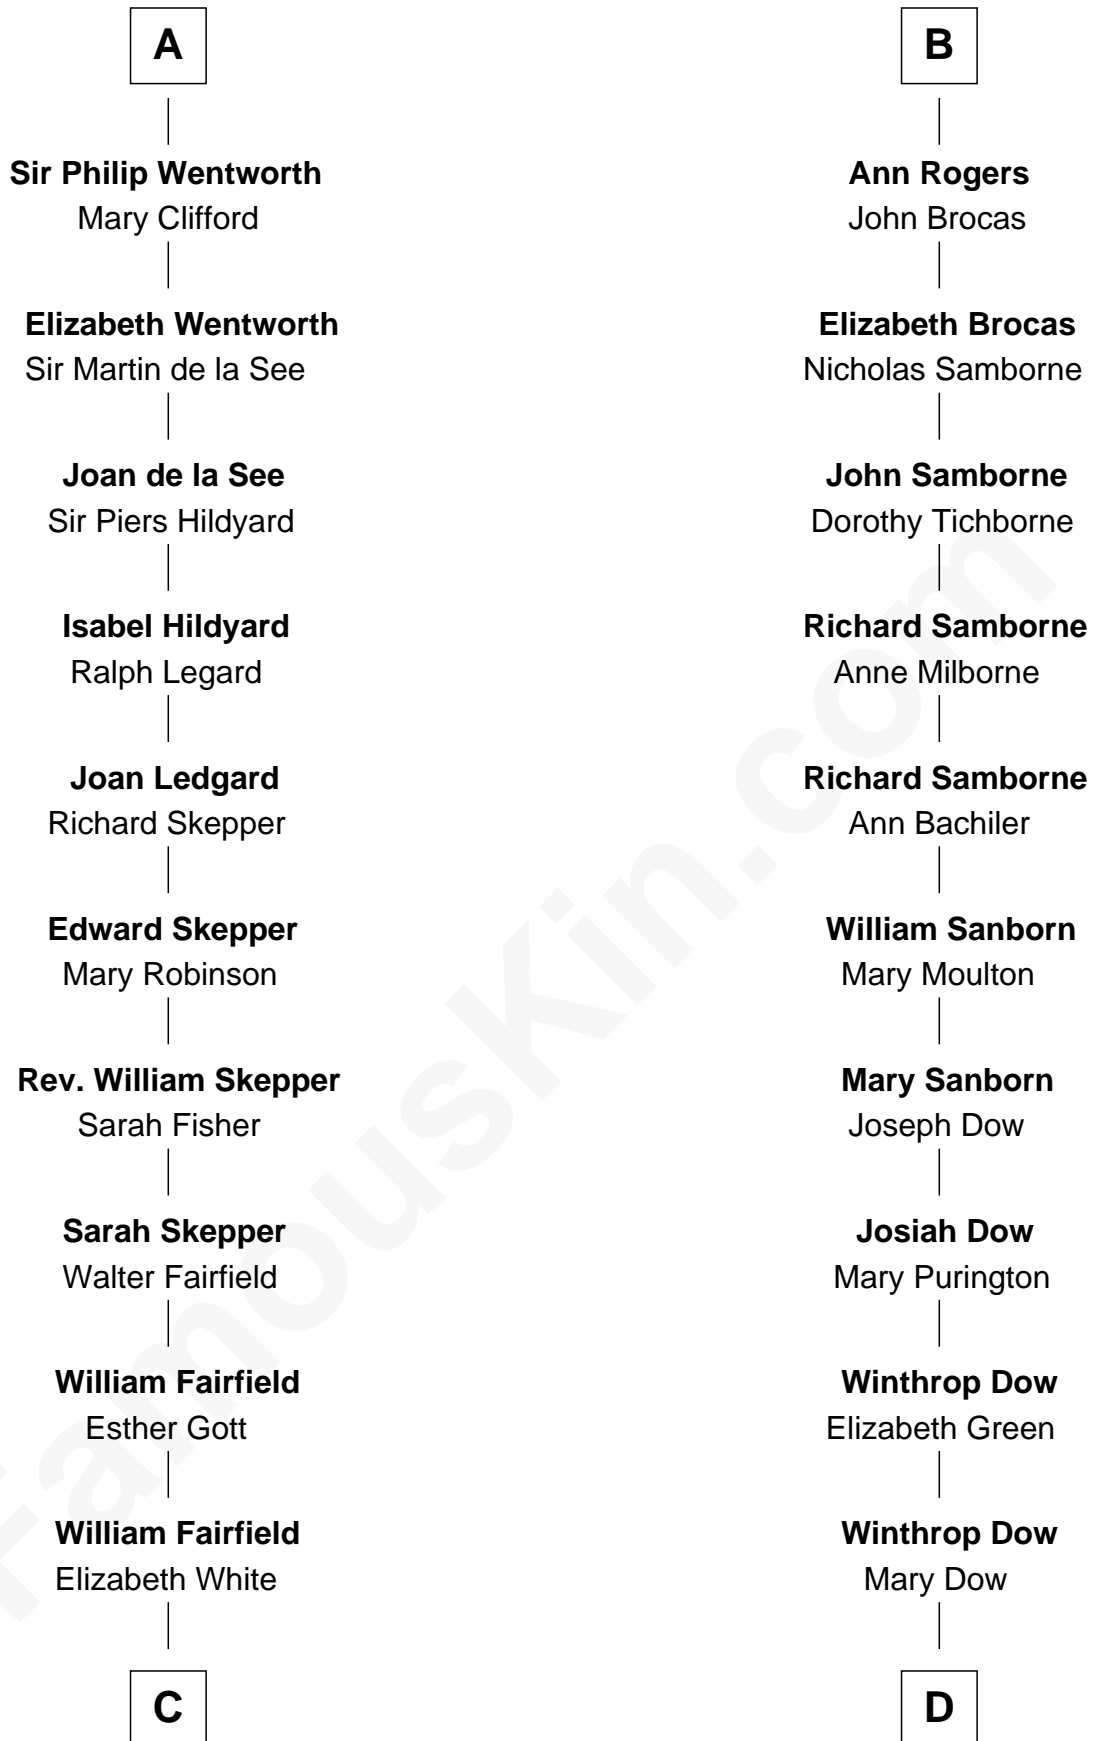 A
Sir Philip Wentworth
Mary Clifford
Elizabeth Wentworth
Sir Martin de la See
Joan de la See
Sir Piers Hildyard
Isabel Hildyard
Ralph Legard
Joan Ledgard
Richard Skepper
Edward Skepper
Mary Robinson
Rev. William Skepper
Sarah Fisher
Sarah Skepper
Walter Fairfield
William Fairfield
Esther Gott
William Fairfield
Elizabeth White
C
B
Ann Rogers
John Brocas
Elizabeth Brocas
Nicholas Samborne
John Samborne
Dorothy Tichborne
Richard Samborne
Anne Milborne
Richard Samborne
Ann Bachiler
William Sanborn
Mary Moulton
Mary Sanborn
Joseph Dow
Josiah Dow
Mary Purington
Winthrop Dow
Elizabeth Green
Winthrop Dow
Mary Dow
D
FamousKin.com